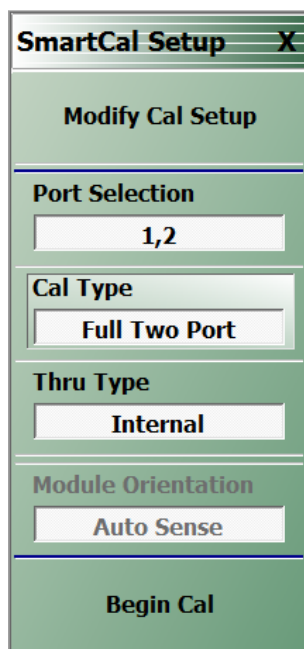 SmartCal Setup X
Modify Cal Setup
Port Selection
1,2
Cal Type
Full Two Port
Thru Type
Internal
Module Orientation
Auto Sense
Begin Cal